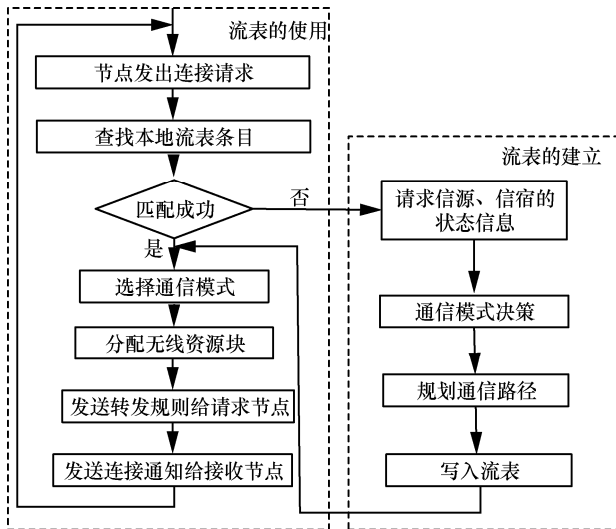 流表的使用
节点发出连接请求
查找本地流表条目
匹配成功
否
是
选择通信模式
分配无线资源块
发送转发规则给请求节点
发送连接通知给接收节点
流表的建立
请求信源、信宿的
状态信息
通信模式决策
规划通信路径
写入流表